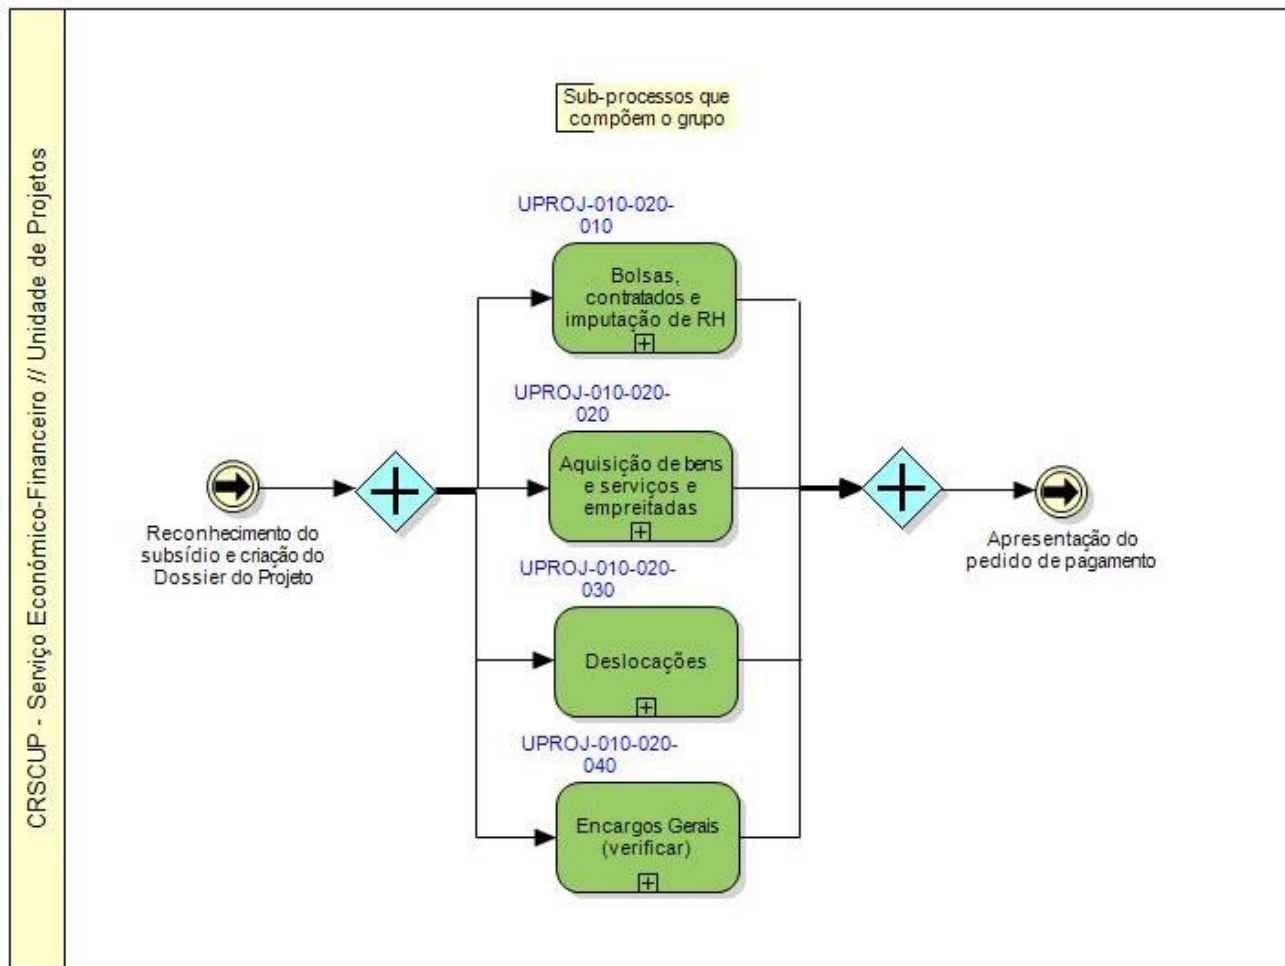 CRSCUP - Serviço Económico-Financeiro // Unidade de Projetos
Sub-processos que
compõem o grupo
UPROJ-010-020-
010
Bolsas,
contratados e
imputação de RH
UPROJ-010-020-
020
Aquisição de bens
e serviços e
empreitadas
Reconhecimento do
subsídio e criação do
Dossier do Projeto
Apresentação do
pedido de pagamento
UPROJ-010-020-
030
Deslocações
UPROJ-010-020-
040
Encargos Gerais
(verificar)